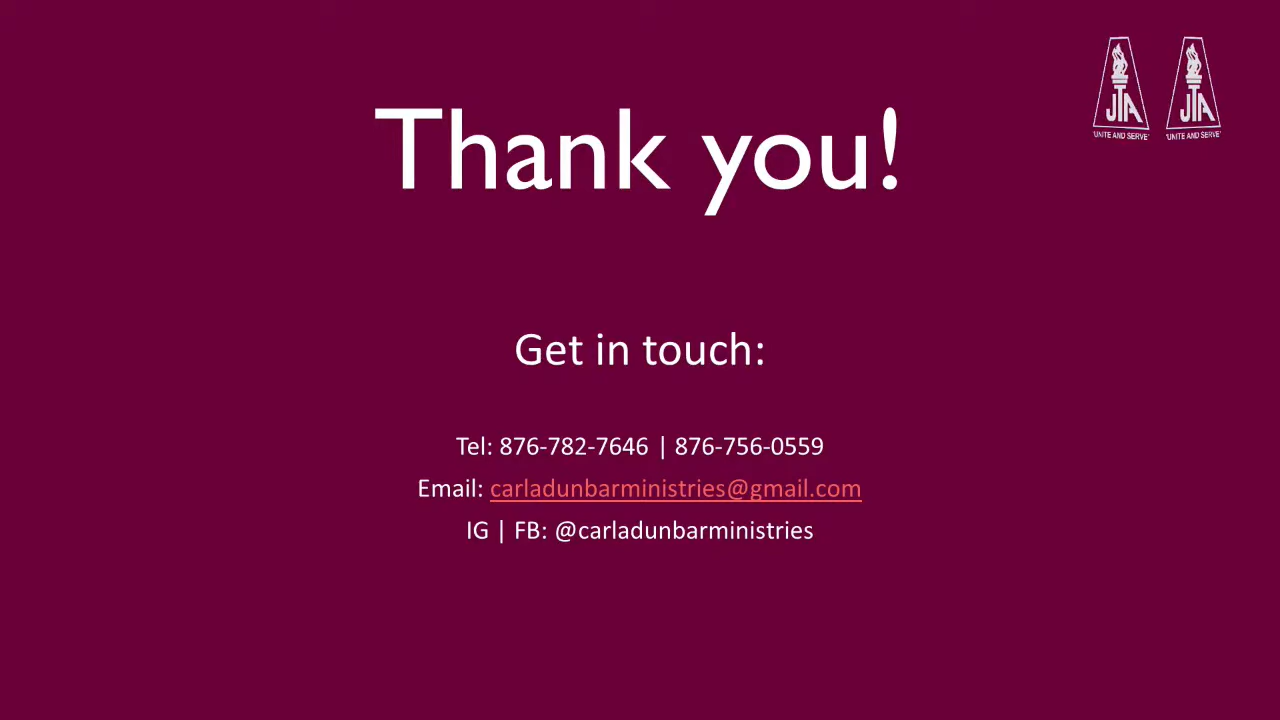 Thank you!
JTA JTA
"UNITE AND SERVE" "UNITE AND SERVE"
Get in touch:
Tel: 876-782-7646 | 876-756-0559
Email: carladunbarministries@gmail.com
IG | FB: @carladunbarministries